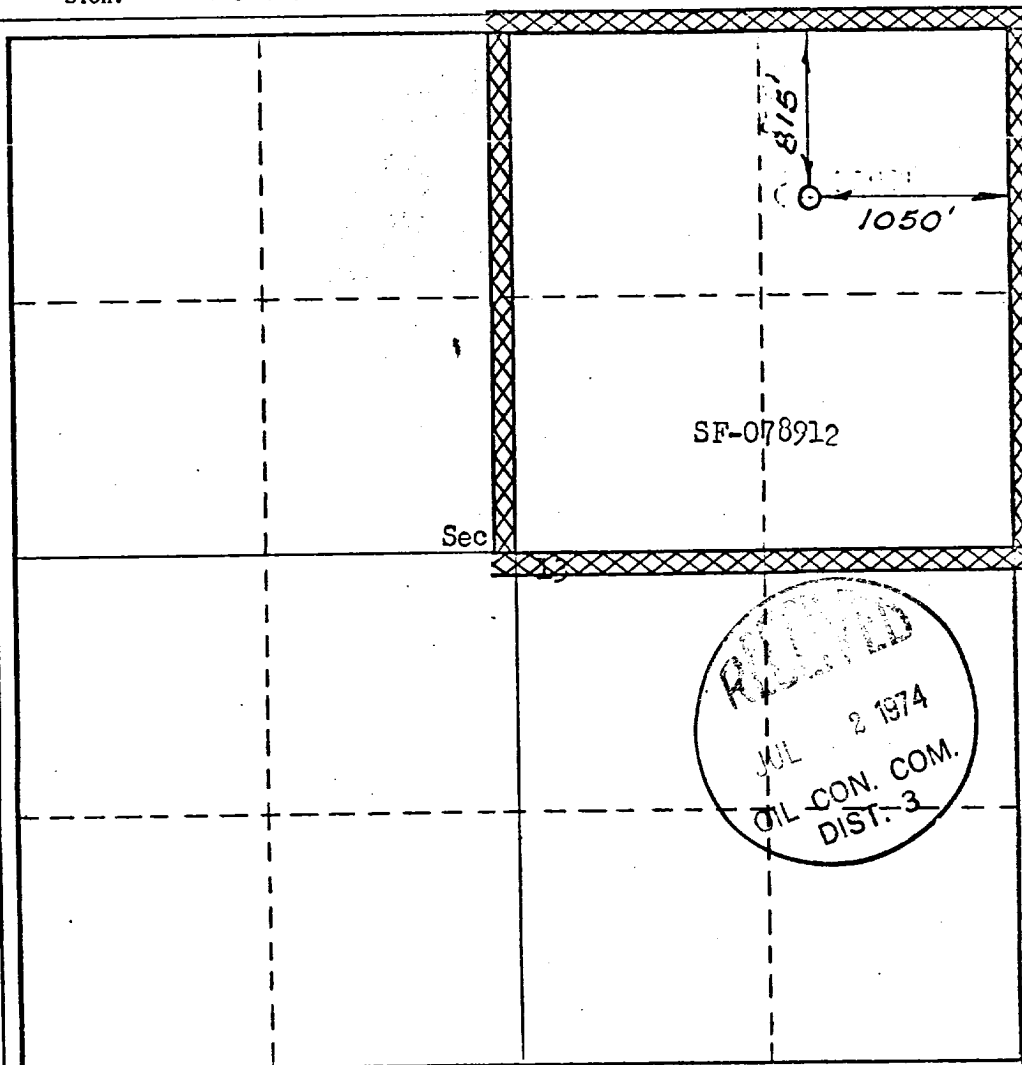 815'
1050'
SF-078912
Sec
RECEIVED
JUL 2 1974
OIL CON. COM.
DIST. 3